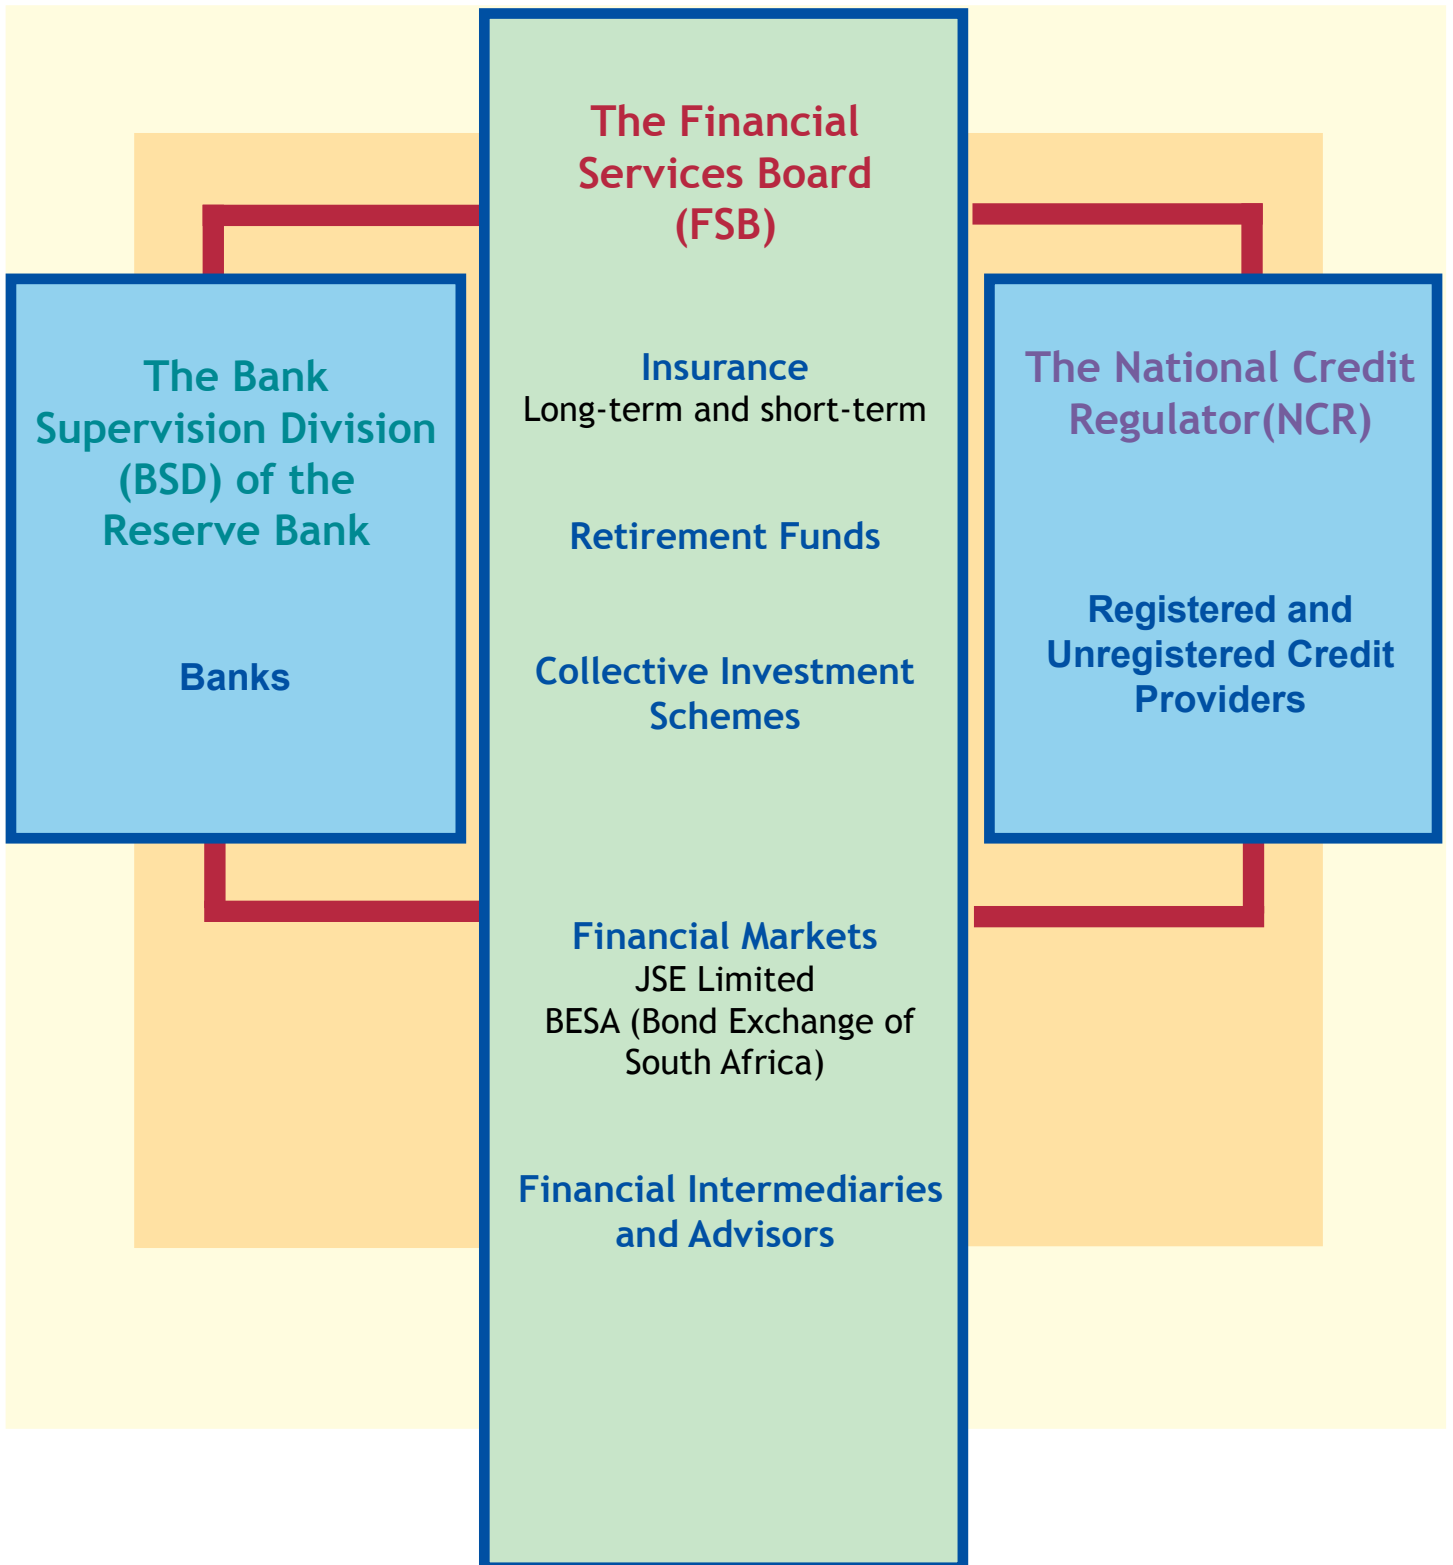 The Bank
Supervision Division
(BSD) of the
Reserve Bank
Banks
The Financial
Services Board
(FSB)
Insurance
Long-term and short-term
Retirement Funds
Collective Investment
Schemes
Financial Markets
JSE Limited
BESA (Bond Exchange of
South Africa)
Financial Intermediaries
and Advisors
The National Credit
Regulator(NCR)
Registered and
Unregistered Credit
Providers